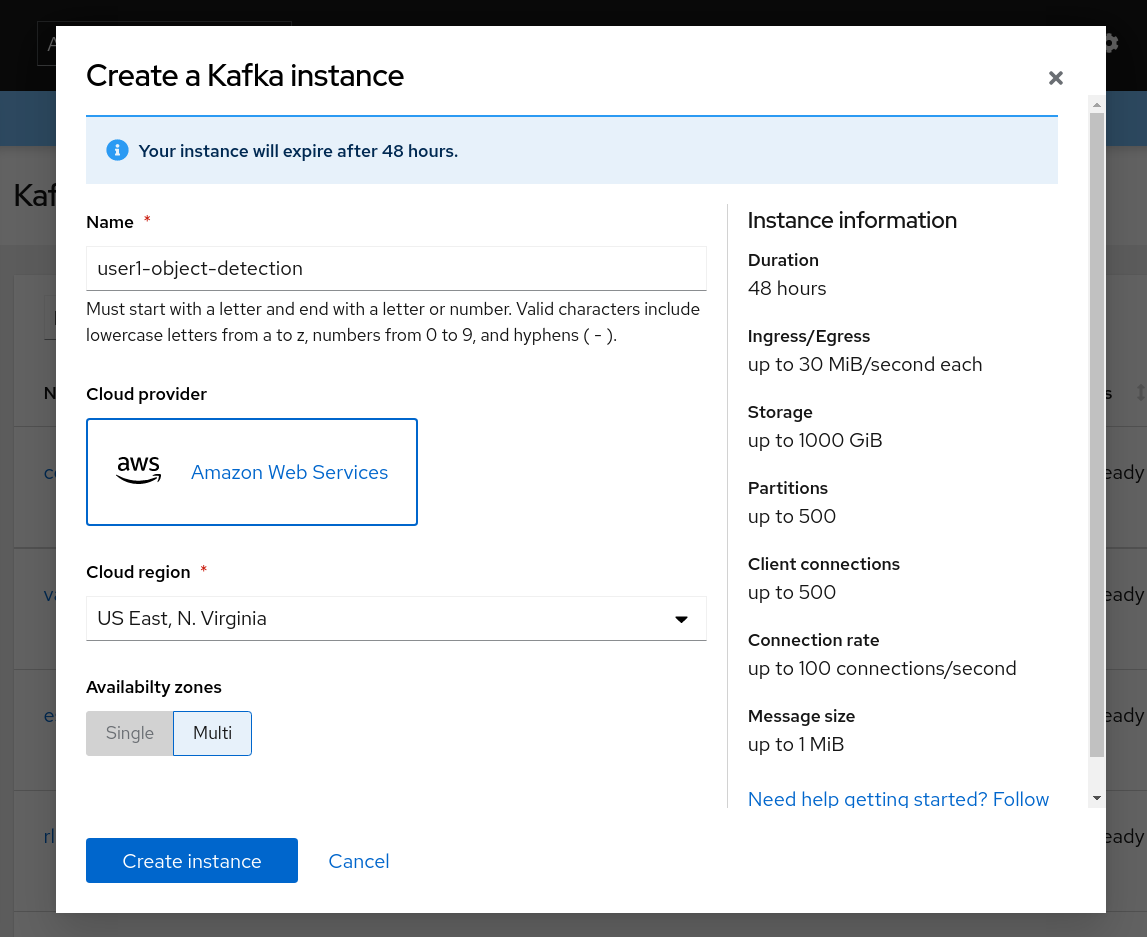 Create a Kafka instance
Your instance will expire after 48 hours.
Name *
user1-object-detection
Must start with a letter and end with a letter or number. Valid characters include
lowercase letters from a to z, numbers from 0 to 9, and hyphens ( - ).
Cloud provider
aws
Amazon Web Services
Cloud region *
US East, N. Virginia
Availabilty zones
Single
Multi
Instance information
Duration
48 hours
Ingress/Egress
up to 30 MiB/second each
Storage
up to 1000 GiB
Partitions
up to 500
Client connections
up to 500
Connection rate
up to 100 connections/second
Message size
up to 1 MiB
Need help getting started? Follow
Create instance
Cancel